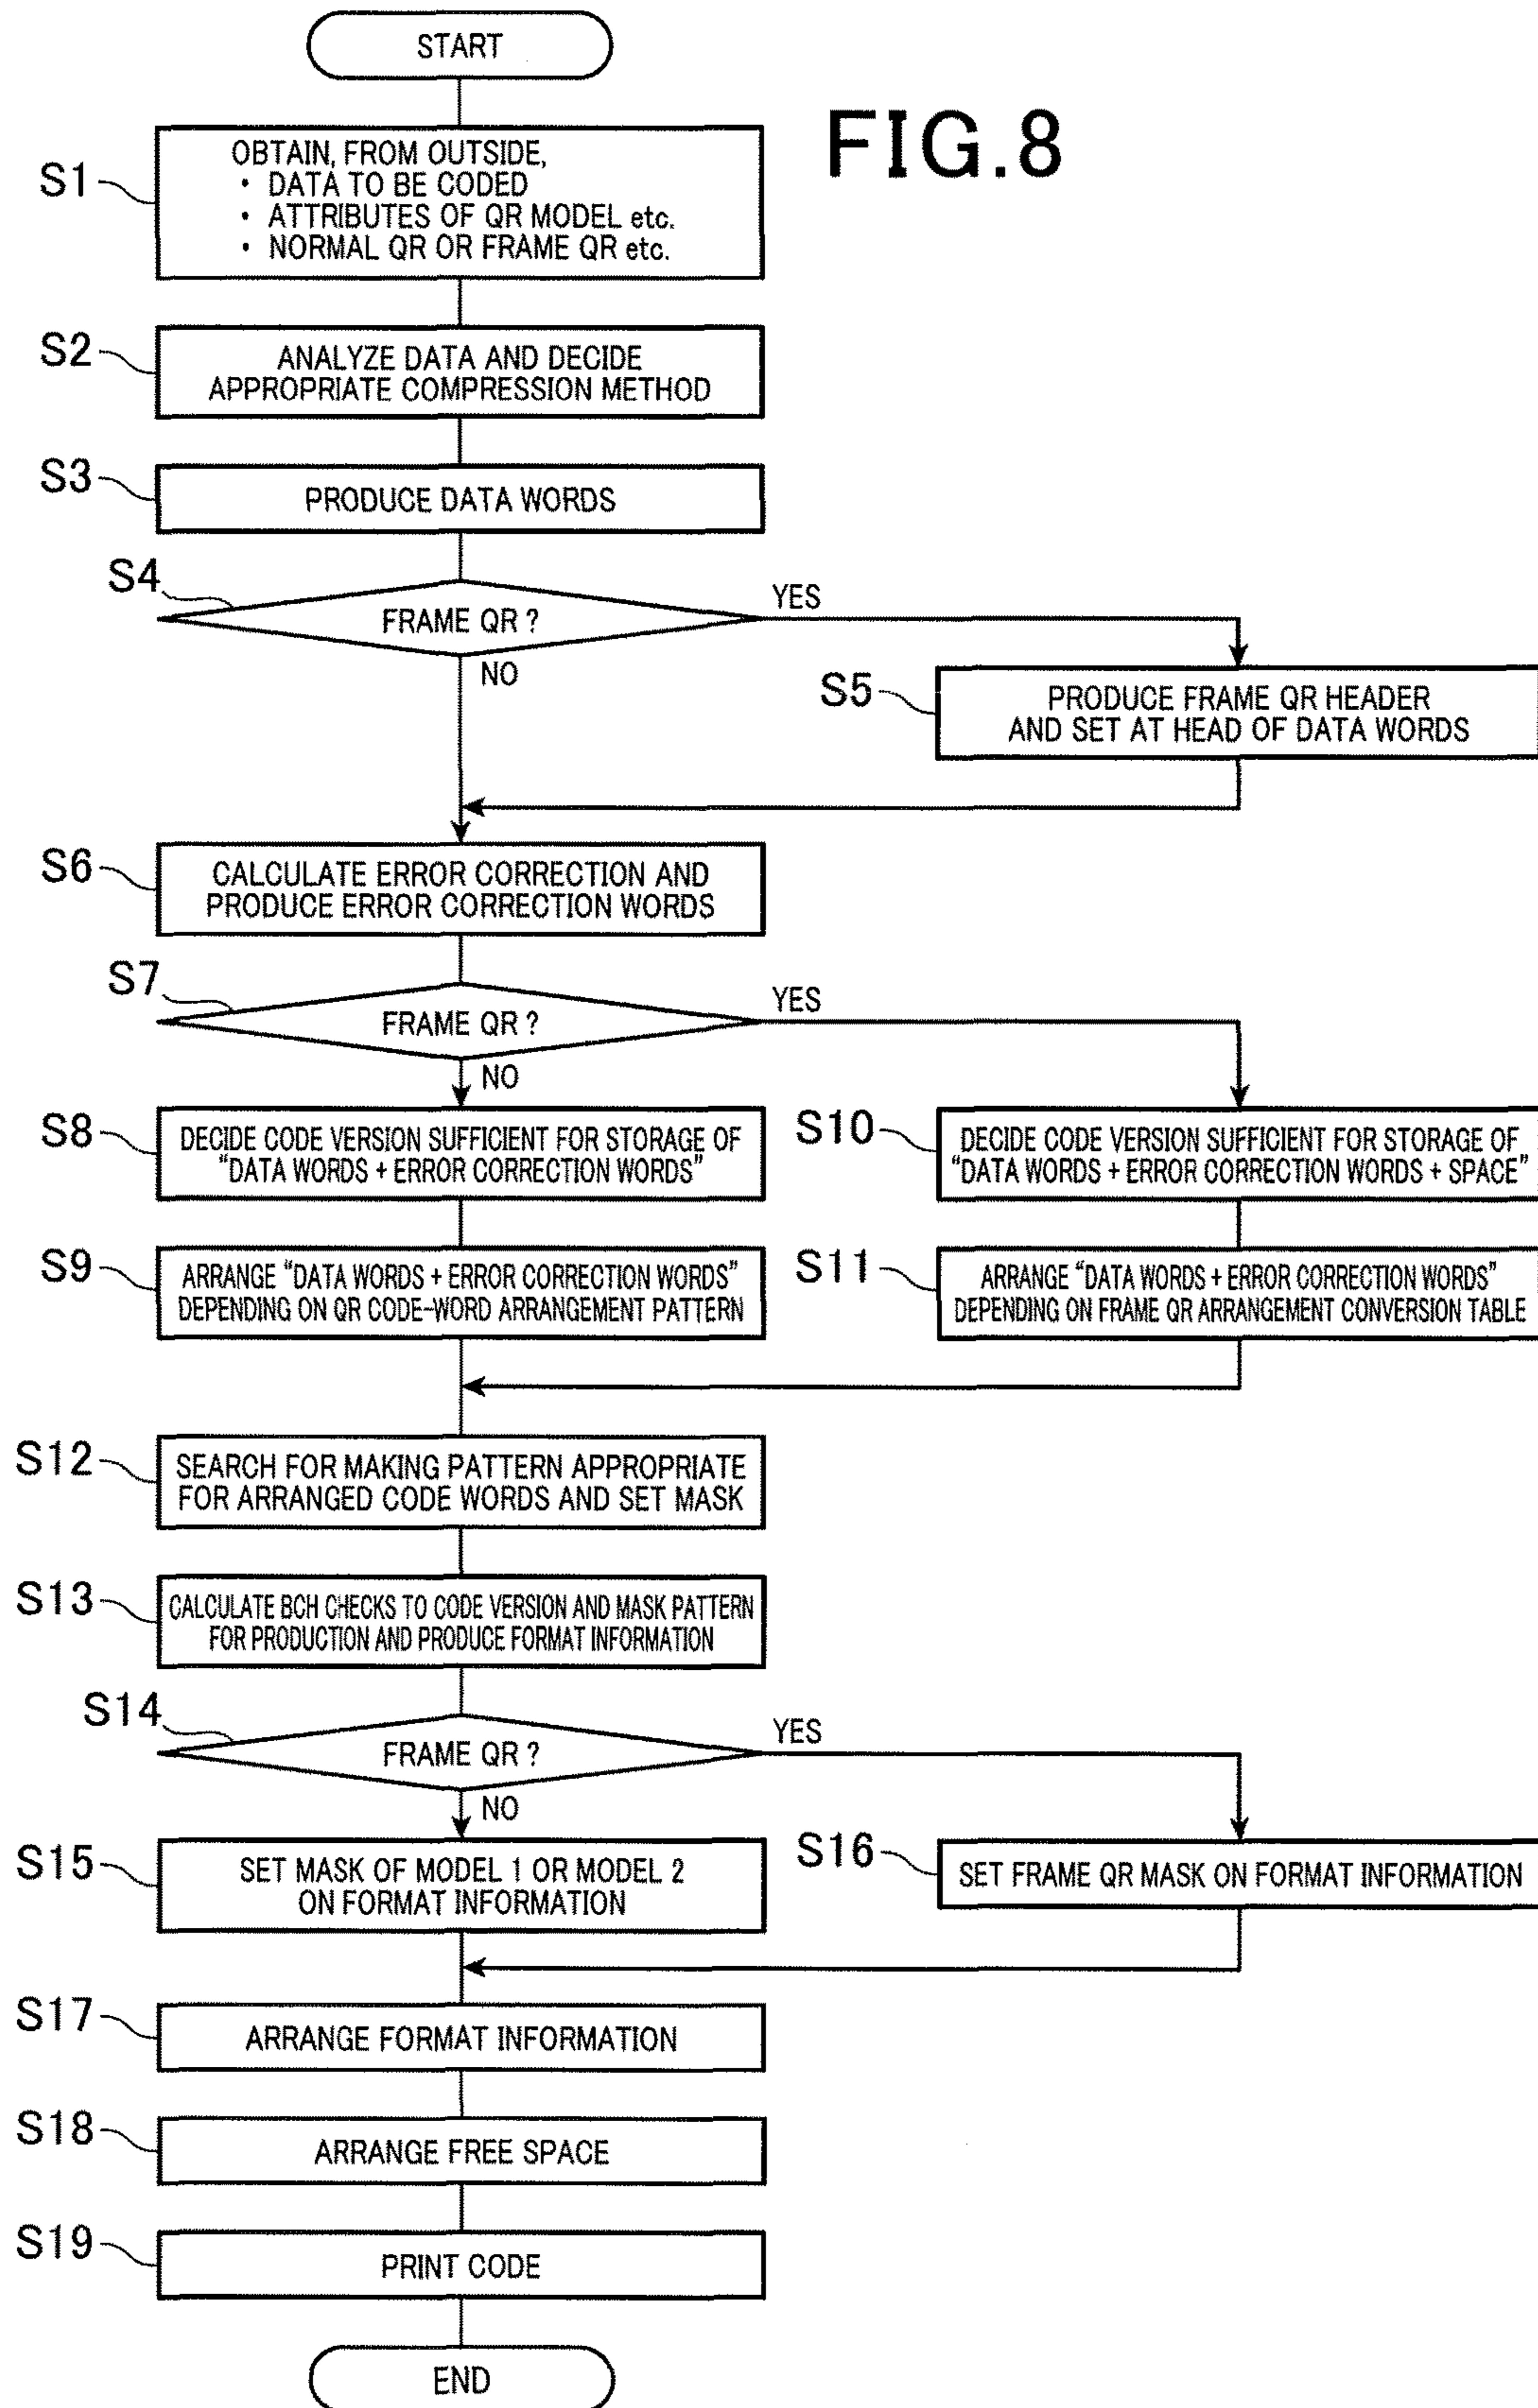 START
FIG.8
S1
OBTAIN, FROM OUTSIDE,
・ DATA TO BE CODED
・ ATTRIBUTES OF QR MODEL etc.
・ NORMAL QR OR FRAME QR etc.
S2
ANALYZE DATA AND DECIDE
APPROPRIATE COMPRESSION METHOD
S3
PRODUCE DATA WORDS
S4
FRAME QR ?
YES
NO
S5
PRODUCE FRAME QR HEADER
AND SET AT HEAD OF DATA WORDS
S6
CALCULATE ERROR CORRECTION AND
PRODUCE ERROR CORRECTION WORDS
S7
FRAME QR ?
YES
NO
S8
DECIDE CODE VERSION SUFFICIENT FOR STORAGE OF
“DATA WORDS + ERROR CORRECTION WORDS”
S10
DECIDE CODE VERSION SUFFICIENT FOR STORAGE OF
“DATA WORDS + ERROR CORRECTION WORDS + SPACE”
S9
ARRANGE “DATA WORDS + ERROR CORRECTION WORDS”
DEPENDING ON QR CODE-WORD ARRANGEMENT PATTERN
S11
ARRANGE “DATA WORDS + ERROR CORRECTION WORDS”
DEPENDING ON FRAME QR ARRANGEMENT CONVERSION TABLE
S12
SEARCH FOR MAKING PATTERN APPROPRIATE
FOR ARRANGED CODE WORDS AND SET MASK
S13
CALCULATE BCH CHECKS TO CODE VERSION AND MASK PATTERN
FOR PRODUCTION AND PRODUCE FORMAT INFORMATION
S14
FRAME QR ?
YES
NO
S15
SET MASK OF MODEL 1 OR MODEL 2
ON FORMAT INFORMATION
S16
SET FRAME QR MASK ON FORMAT INFORMATION
S17
ARRANGE FORMAT INFORMATION
S18
ARRANGE FREE SPACE
S19
PRINT CODE
END